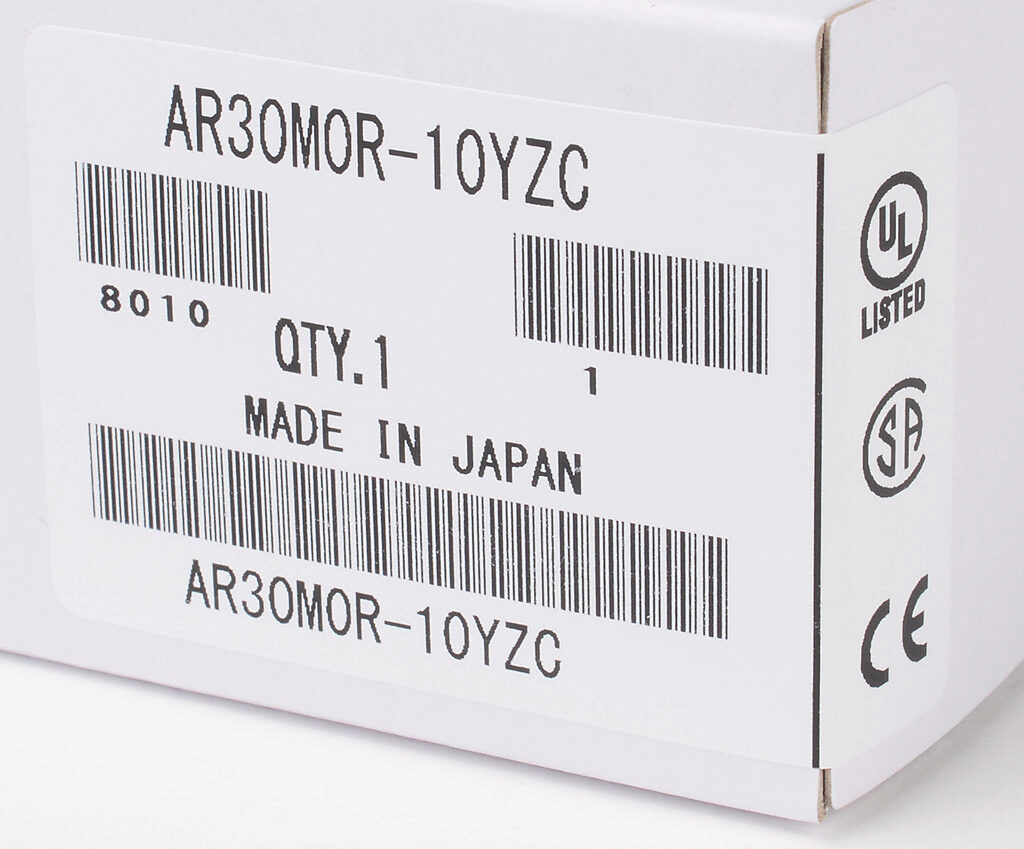 AR30M0R-10YZC
8010
QTY.1
1
MADE IN JAPAN
AR30M0R-10YZC
UL
LISTED
SA
CE